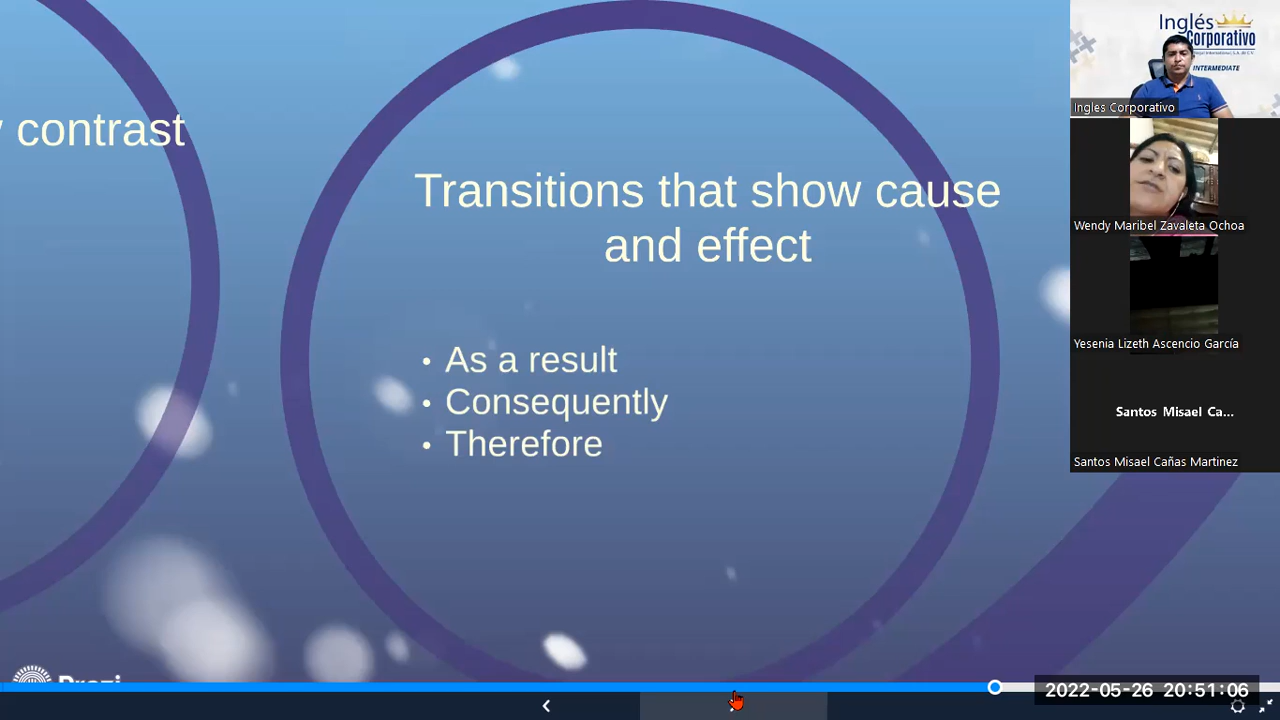 contrast
Transitions that show cause
and effect
• As a result
• Consequently
• Therefore
Prezi
Inglés
Corporativo
INTERMEDIATE
Ingles Corporativo
Wendy Maribel Zavaleta Ochoa
Yesenia Lizeth Ascencio García
Santos Misael Ca...
Santos Misael Cañas Martinez
2022-05-26 20:51:06